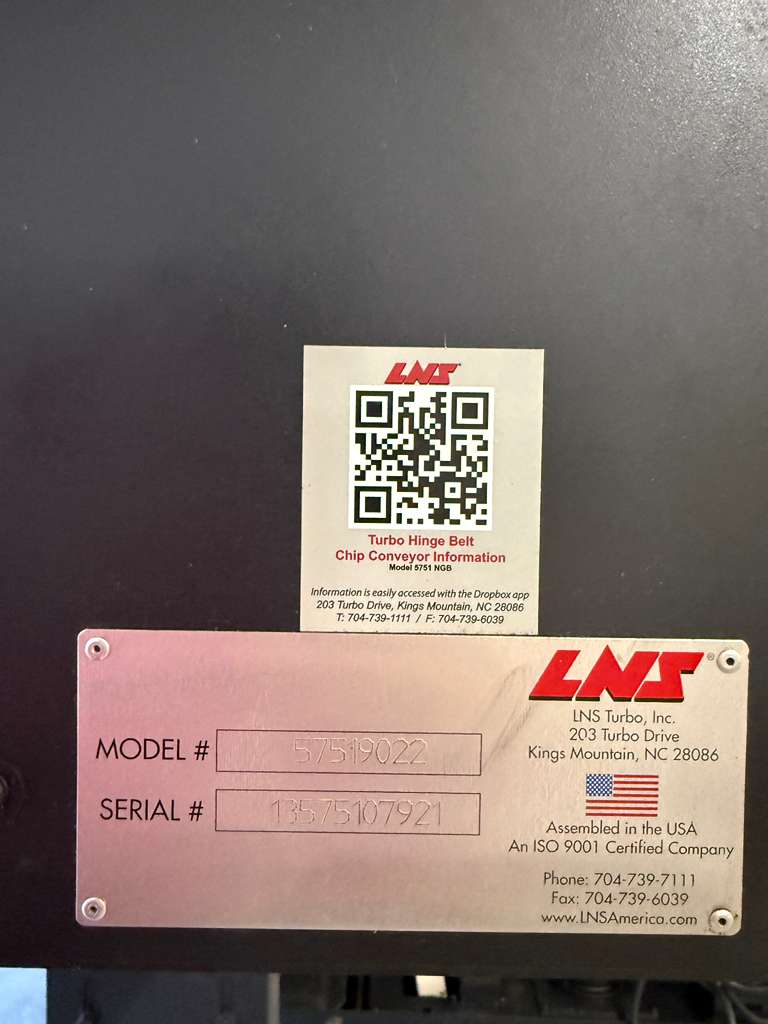 LNS
Turbo Hinge Belt
Chip Conveyor Information
Model 5751 NGB
Information is easily accessed with the Dropbox app
203 Turbo Drive, Kings Mountain, NC 28086
T: 704-739-1111 / F: 704-739-6039
LNS®
LNS Turbo, Inc.
203 Turbo Drive
Kings Mountain, NC 28086
MODEL # 57519022
SERIAL # 13575107921
Assembled in the USA
An ISO 9001 Certified Company
Phone: 704-739-7111
Fax: 704-739-6039
www.LNSAmerica.com